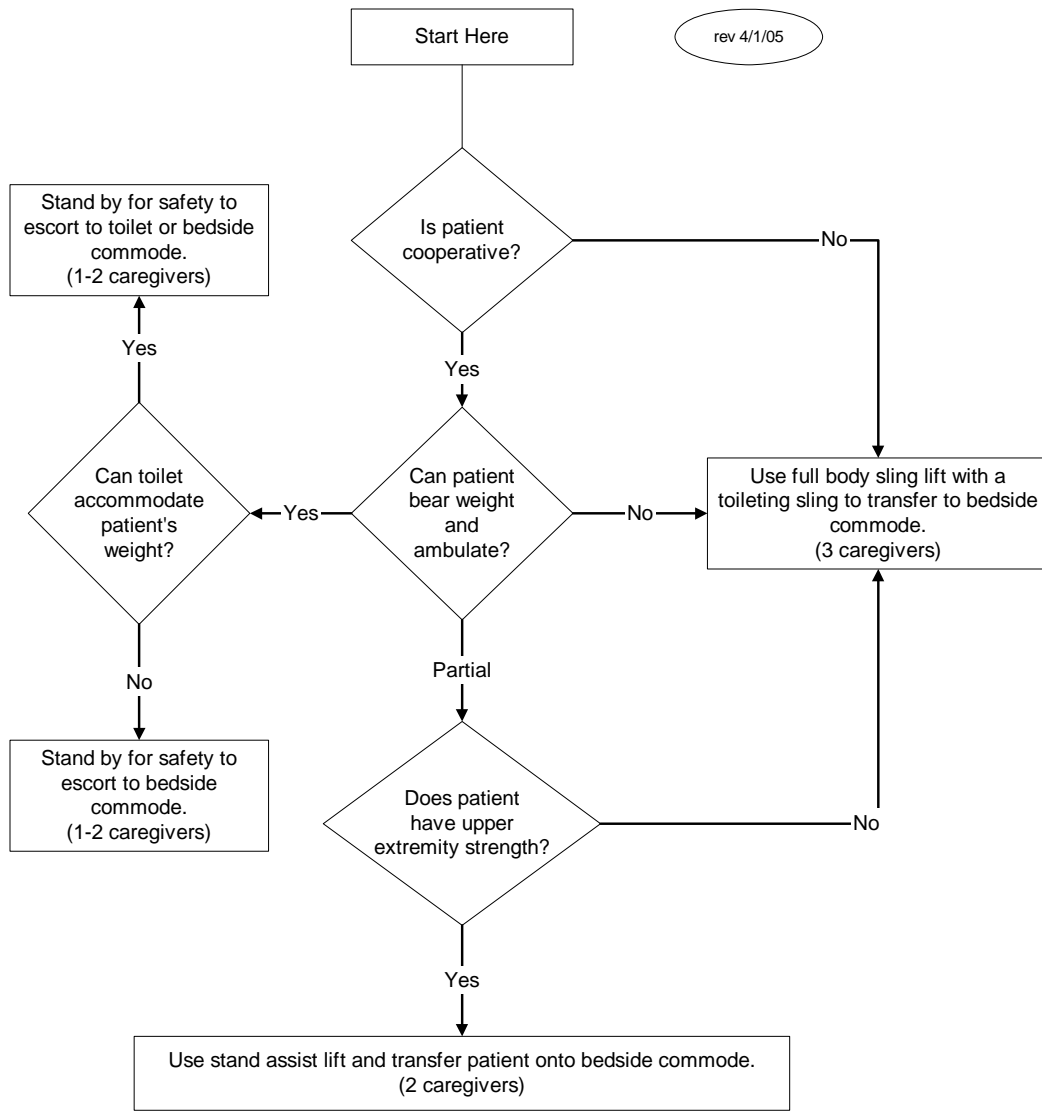 Start Here
rev 4/1/05
Is patient
cooperative?
No
Yes
Stand by for safety to
escort to toilet or bedside
commode.
(1-2 caregivers)
Yes
Can toilet
accommodate
patient's
weight?
Yes
Can patient
bear weight
and
ambulate?
No
Use full body sling lift with a
toileting sling to transfer to bedside
commode.
(3 caregivers)
No
Partial
Stand by for safety to
escort to bedside
commode.
(1-2 caregivers)
Does patient
have upper
extremity strength?
No
Yes
Use stand assist lift and transfer patient onto bedside commode.
(2 caregivers)